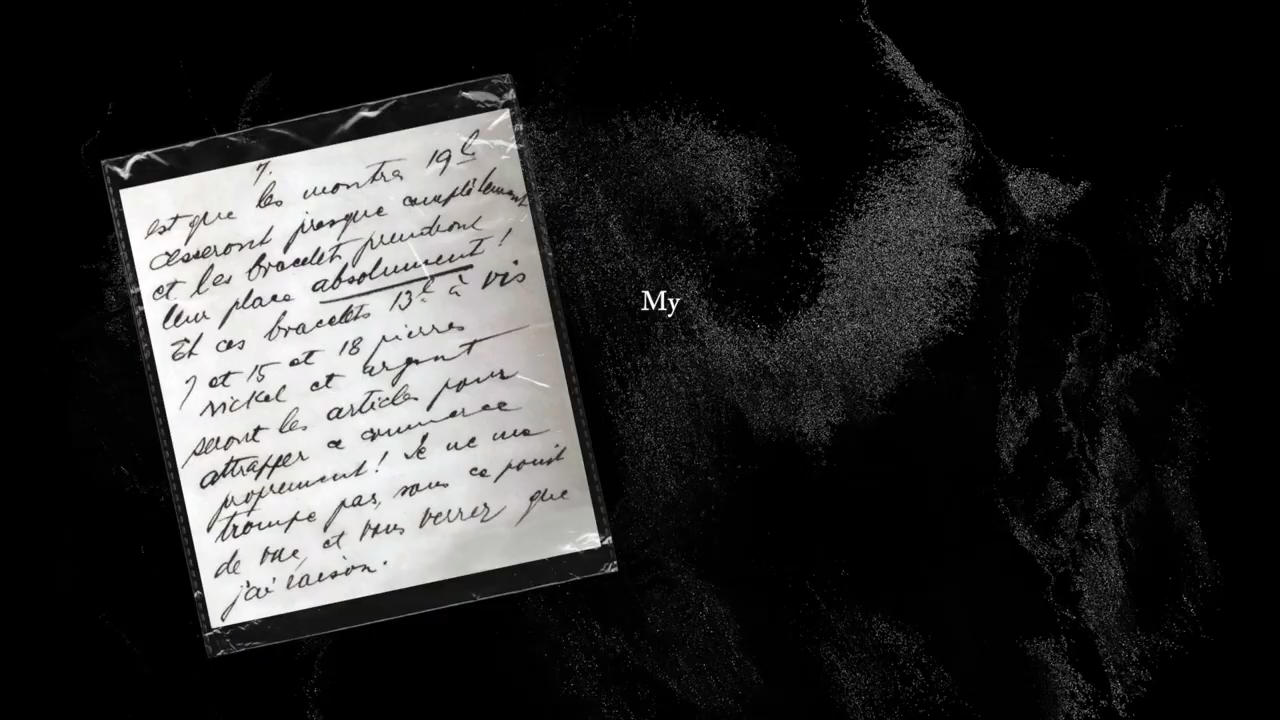 7.
est que les montres 19 l
cesseront presque complètement
et les bracelets prendront
leur place absolument !
Et ces bracelets 13 l à vis
7 et 15 et 18 pierres
nickel et argent
seront les articles pour
attrapper ce commerce
proprement ! Je ne me
trompe pas, sous ce point
de vue, et vous verrez que
j'ai raison.
My